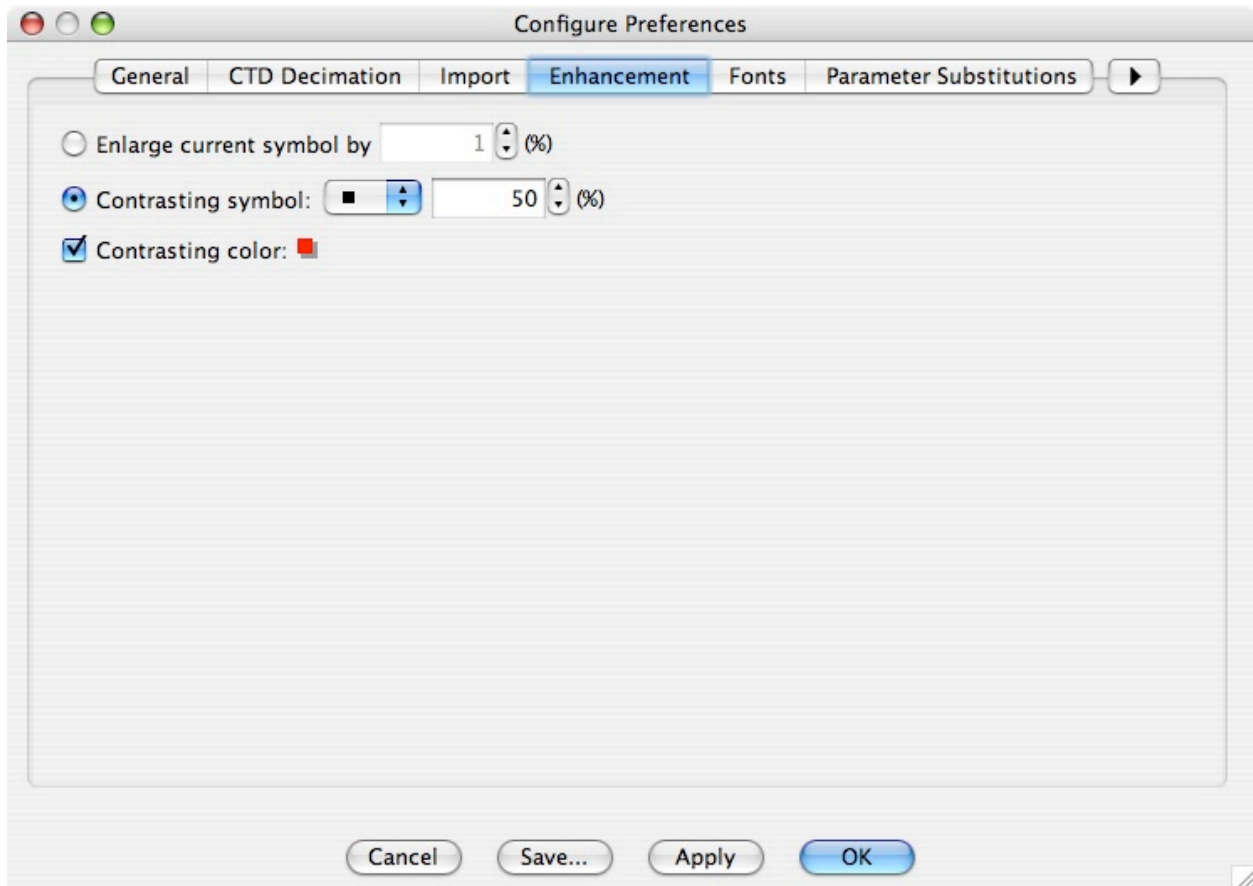 Configure Preferences
General CTD Decimation Import Enhancement Fonts Parameter Substitutions
Enlarge current symbol by 1 (%)
Contrasting symbol: 50 (%)
Contrasting color:
Cancel Save... Apply OK